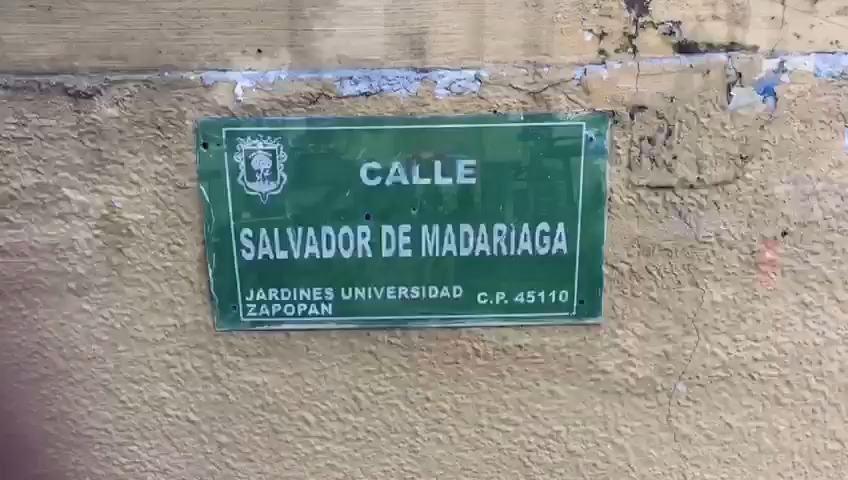 CALLE
SALVADOR DE MADARIAGA
JARDINES UNIVERSIDAD C.P. 45110
ZAPOPAN